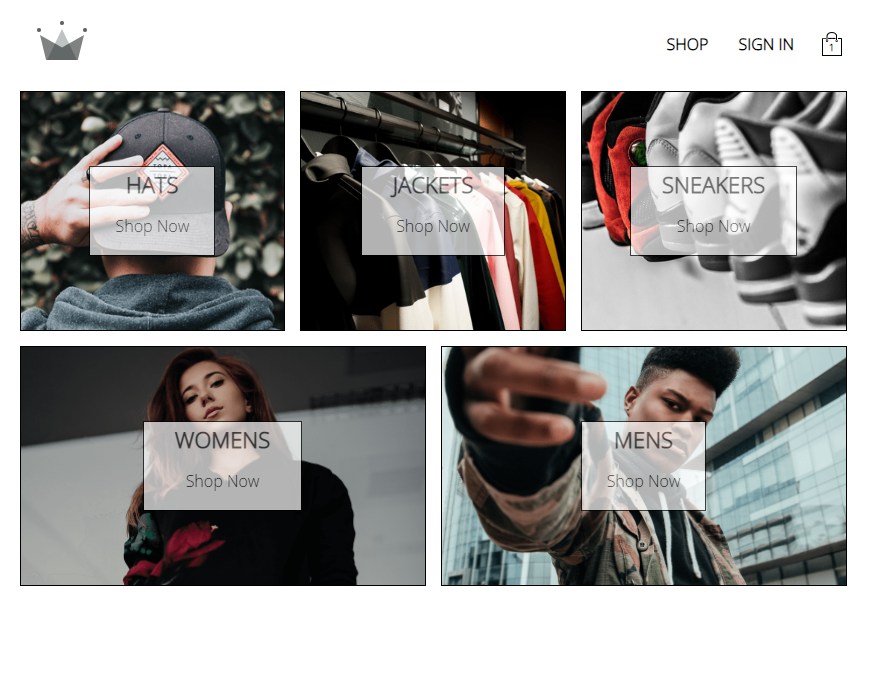 SHOP
SIGN IN
1
HATS
Shop Now
JACKETS
Shop Now
SNEAKERS
Shop Now
WOMENS
Shop Now
MENS
Shop Now